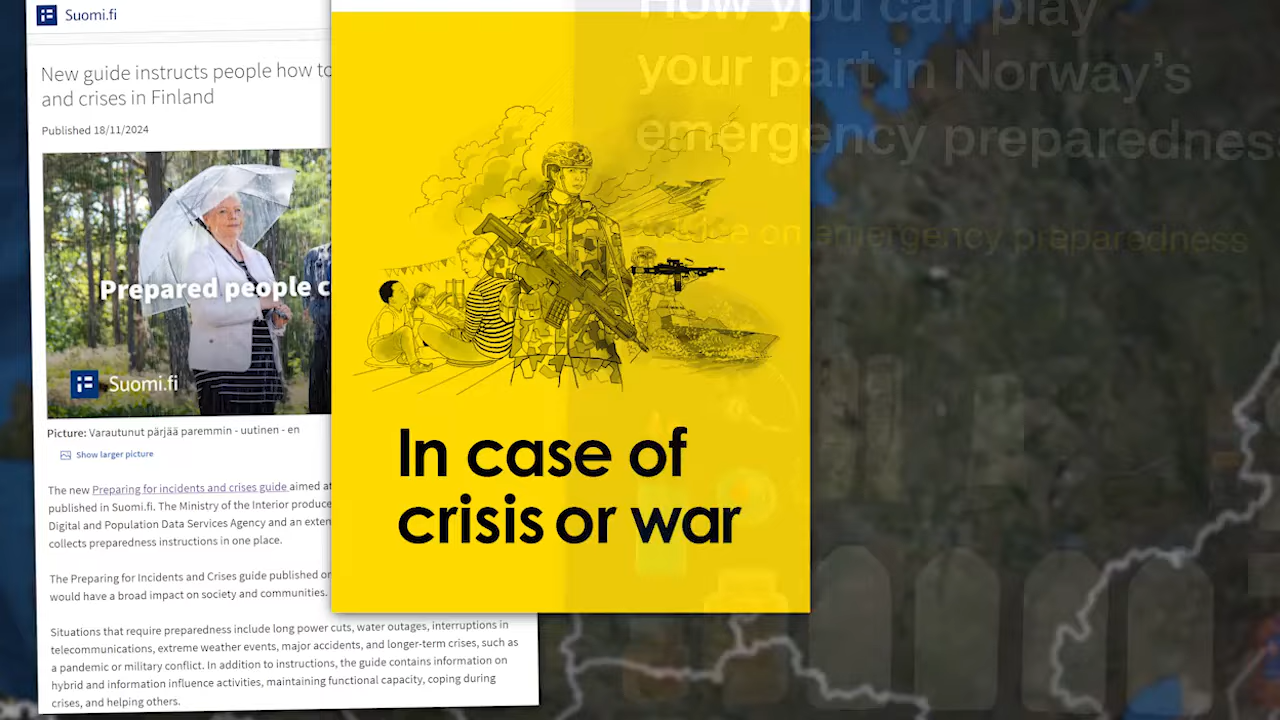 Suomi.fi
New guide instructs people how to
and crises in Finland
Published 18/11/2024
Prepared people c
Suomi.fi
Picture: Varautunut pärjää paremmin - uutinen - en
Show larger picture
The new Preparing for incidents and crises guide aimed at
published in Suomi.fi. The Ministry of the Interior produce
Digital and Population Data Services Agency and an exten
collects preparedness instructions in one place.
The Preparing for Incidents and Crises guide published on
would have a broad impact on society and communities.
Situations that require preparedness include long power cuts, water outages, interruptions in
telecommunications, extreme weather events, major accidents, and longer-term crises, such as
a pandemic or military conflict. In addition to instructions, the guide contains information on
hybrid and information influence activities, maintaining functional capacity, coping during
crises, and helping others.
In case of
crisis or war
How you can play
your part in Norway's
emergency preparedness
on emergency preparedness